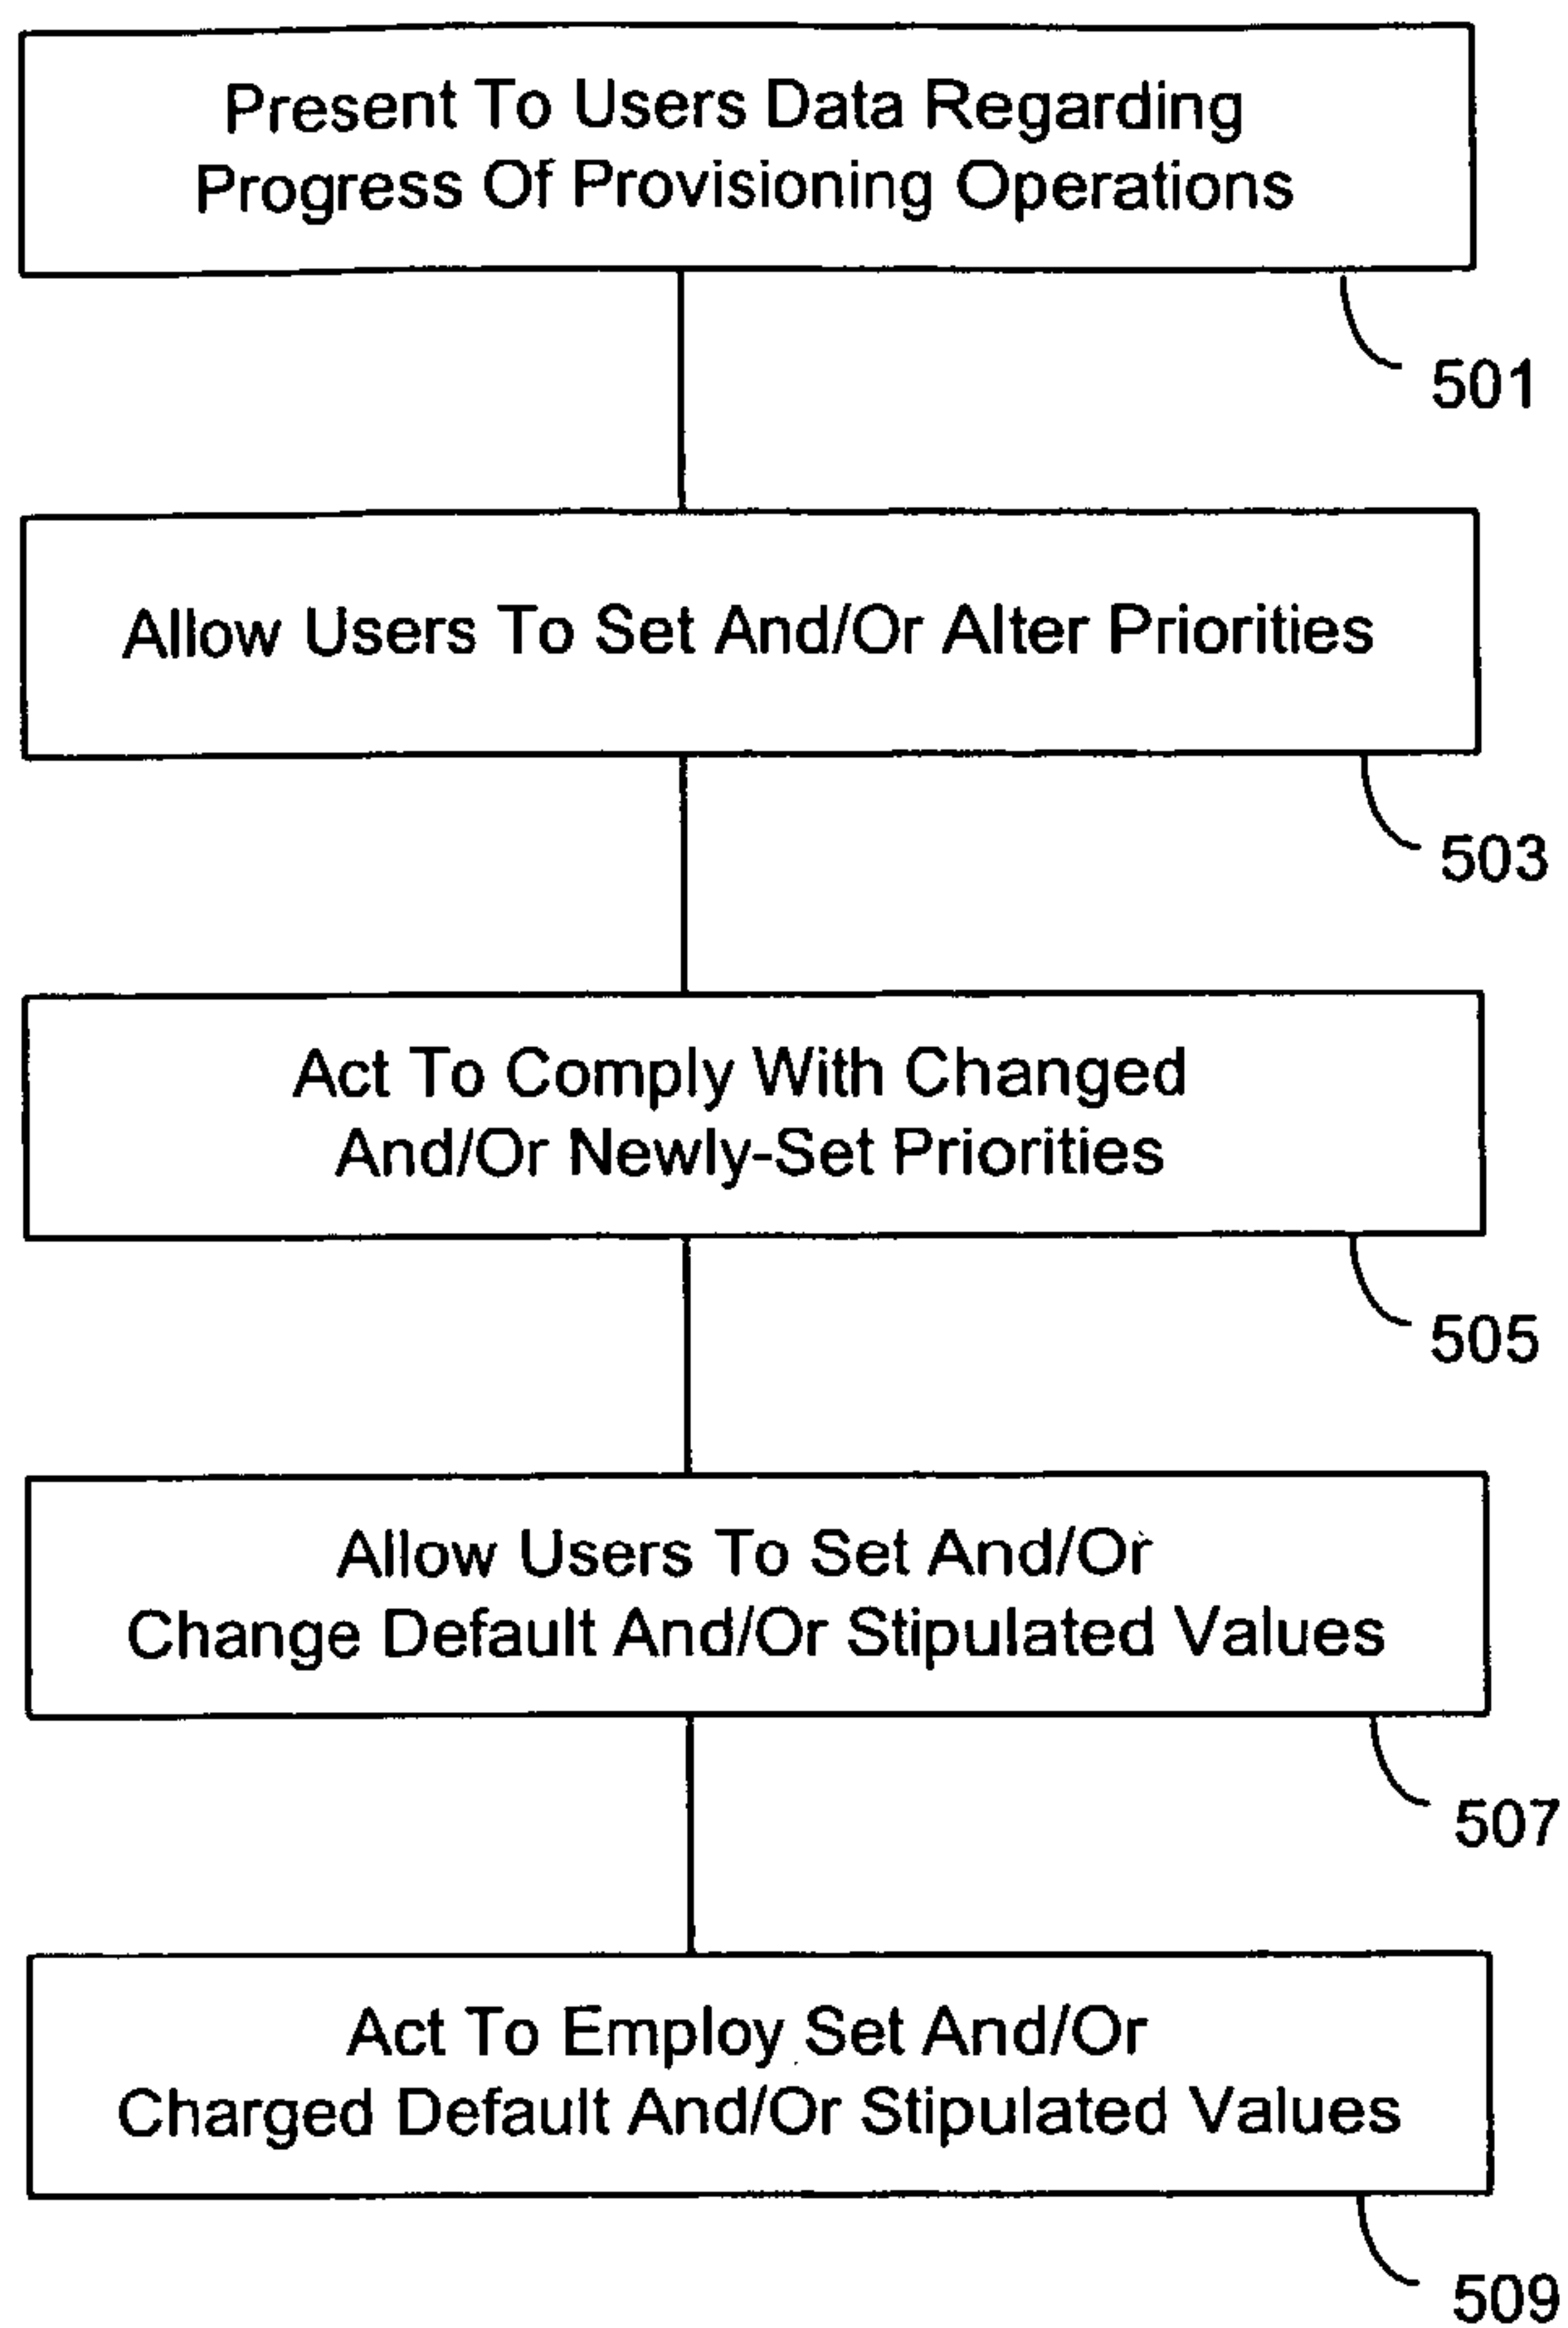 Present To Users Data Regarding
Progress Of Provisioning Operations
501
Allow Users To Set And/Or Alter Priorities
503
Act To Comply With Changed
And/Or Newly-Set Priorities
505
Allow Users To Set And/Or
Change Default And/Or Stipulated Values
507
Act To Employ Set And/Or
Charged Default And/Or Stipulated Values
509